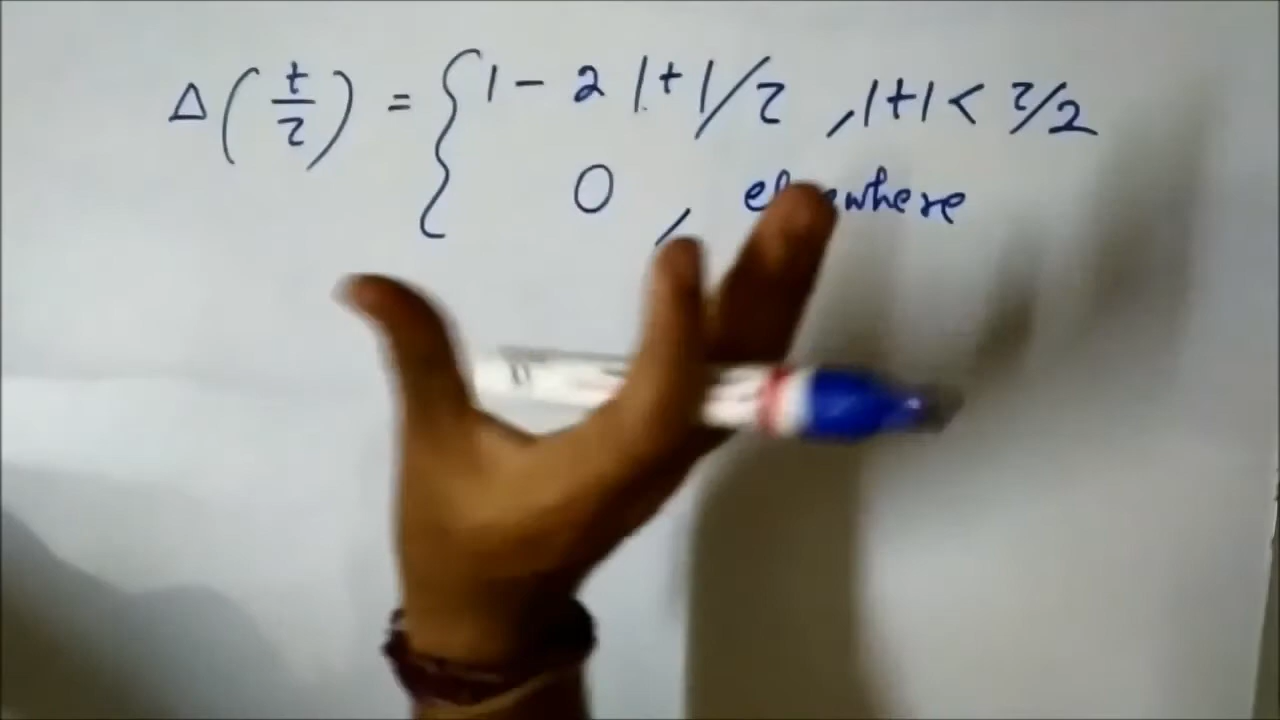 Δ(t/τ) = { 1 - 2|t|/τ , |t| < τ/2
0 , elsewhere